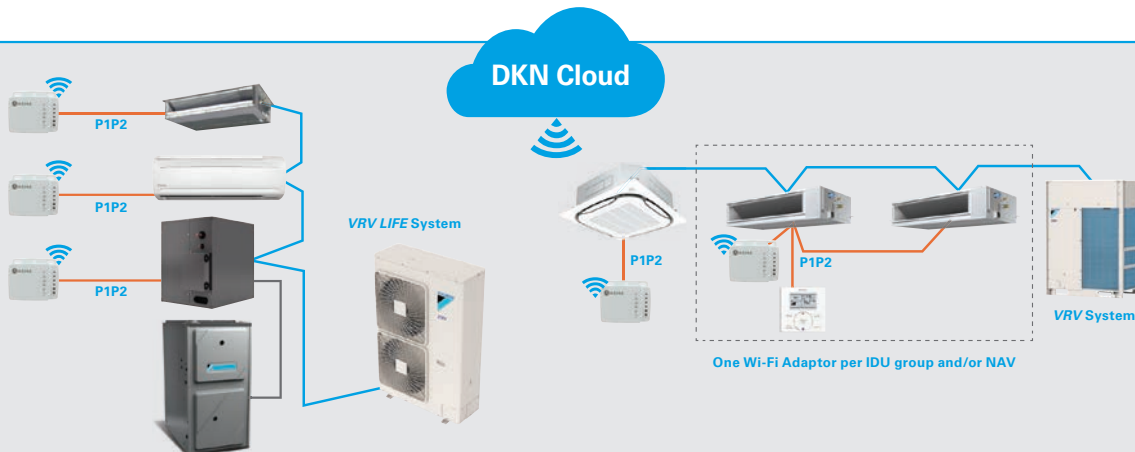 DKN Cloud
P1P2
P1P2
P1P2
VRV LIFE System
P1P2
P1P2
VRV System
One Wi-Fi Adaptor per IDU group and/or NAV